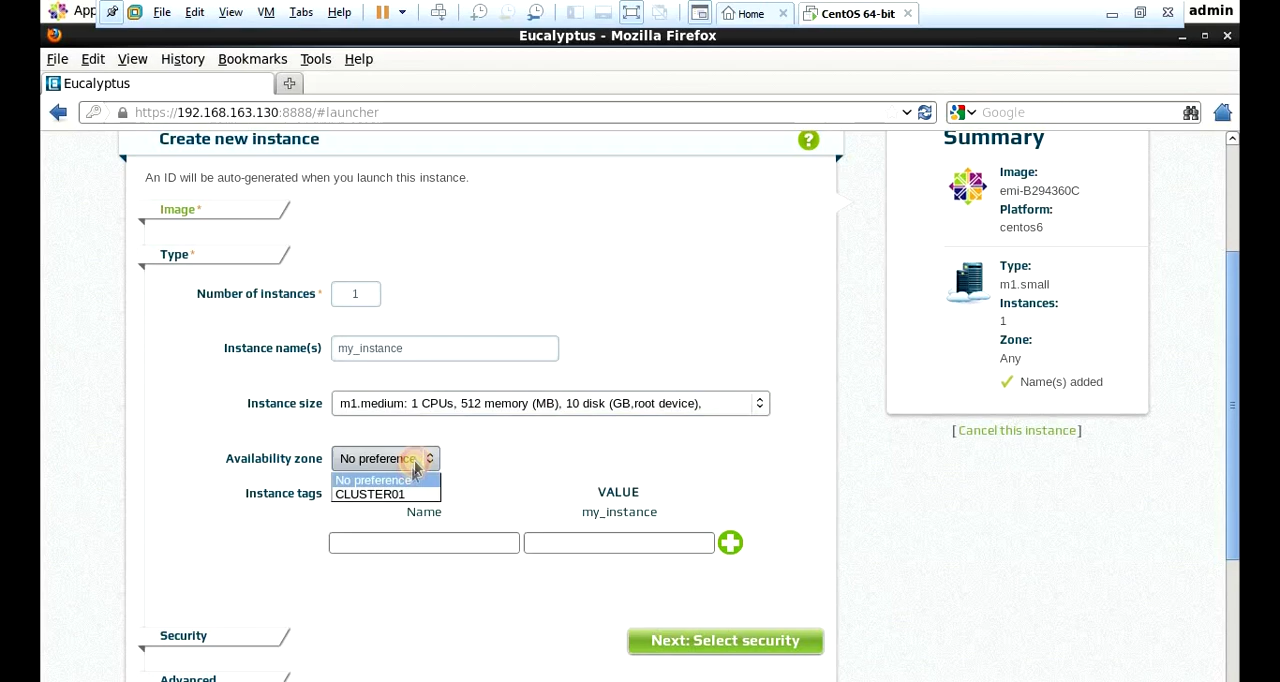 App File Edit View VM Tabs Help Home CentOS 64-bit admin
Eucalyptus - Mozilla Firefox
File Edit View History Bookmarks Tools Help
Eucalyptus
https://192.168.163.130:8888/#launcher Google
Create new instance ?
An ID will be auto-generated when you launch this instance.
Image*
Type*
Number of instances* 1
Instance name(s) my_instance
Instance size m1.medium: 1 CPUs, 512 memory (MB), 10 disk (GB,root device),
Availability zone No preference
No preference
CLUSTER01
Instance tags VALUE
Name my_instance
Security Next: Select security
Advanced
Summary
Image:
emi-B294360C
Platform:
centos6
Type:
m1.small
Instances:
1
Zone:
Any
Name(s) added
[ Cancel this instance ]